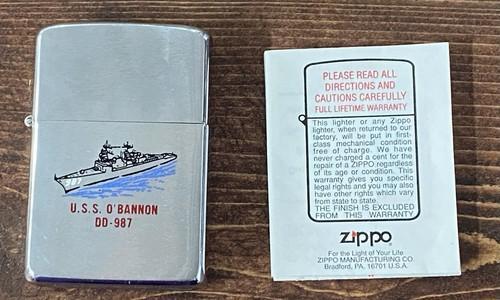 987
U.S.S. O'BANNON
DD-987
PLEASE READ ALL
DIRECTIONS AND
CAUTIONS CAREFULLY
FULL LIFETIME WARRANTY
This lighter or any Zippo
lighter, when returned to our
factory, will be put in first-
class mechanical condition
free of charge. We have
never charged a cent for the
repair of a ZIPPO regardless
of its age or condition. This
warranty gives you specific
legal rights and you may also
have other rights which vary
from state to state.
THE FINISH IS EXCLUDED
FROM THIS WARRANTY
Zippo
For the Light of Your Life
ZIPPO MANUFACTURING CO.
Bradford, PA. 16701 U.S.A.